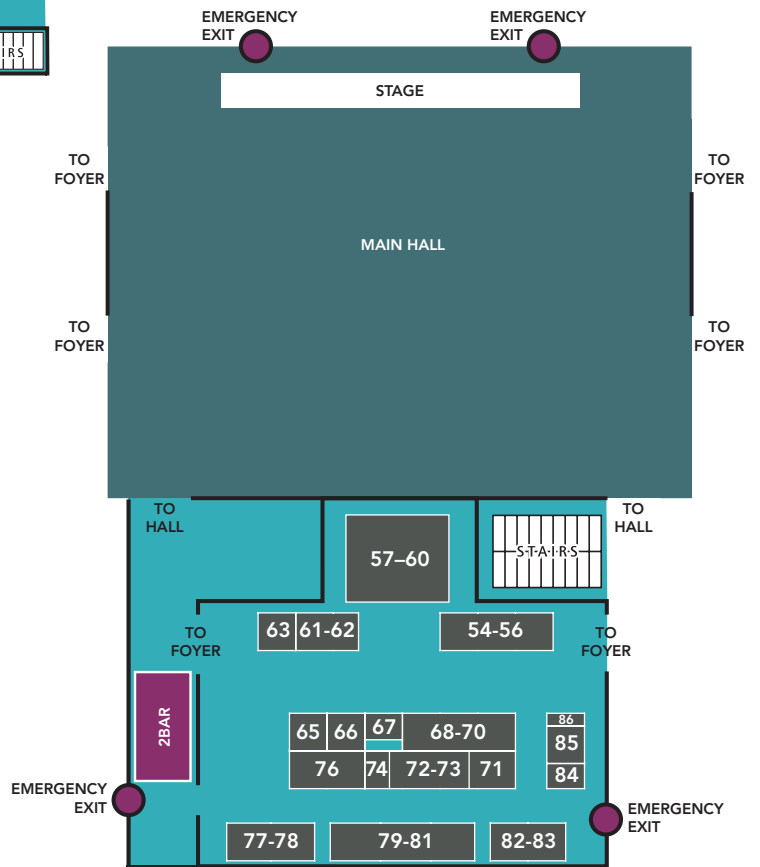 EMERGENCY
EXIT
EMERGENCY
EXIT
IRS
STAGE
TO
FOYER
TO
FOYER
MAIN HALL
TO
FOYER
TO
FOYER
TO
HALL
TO
HALL
57–60
STAIRS
63
61-62
54-56
TO
FOYER
TO
FOYER
2BAR
65
66
67
68-70
86
85
76
74
72-73
71
84
EMERGENCY
EXIT
EMERGENCY
EXIT
77-78
79-81
82-83